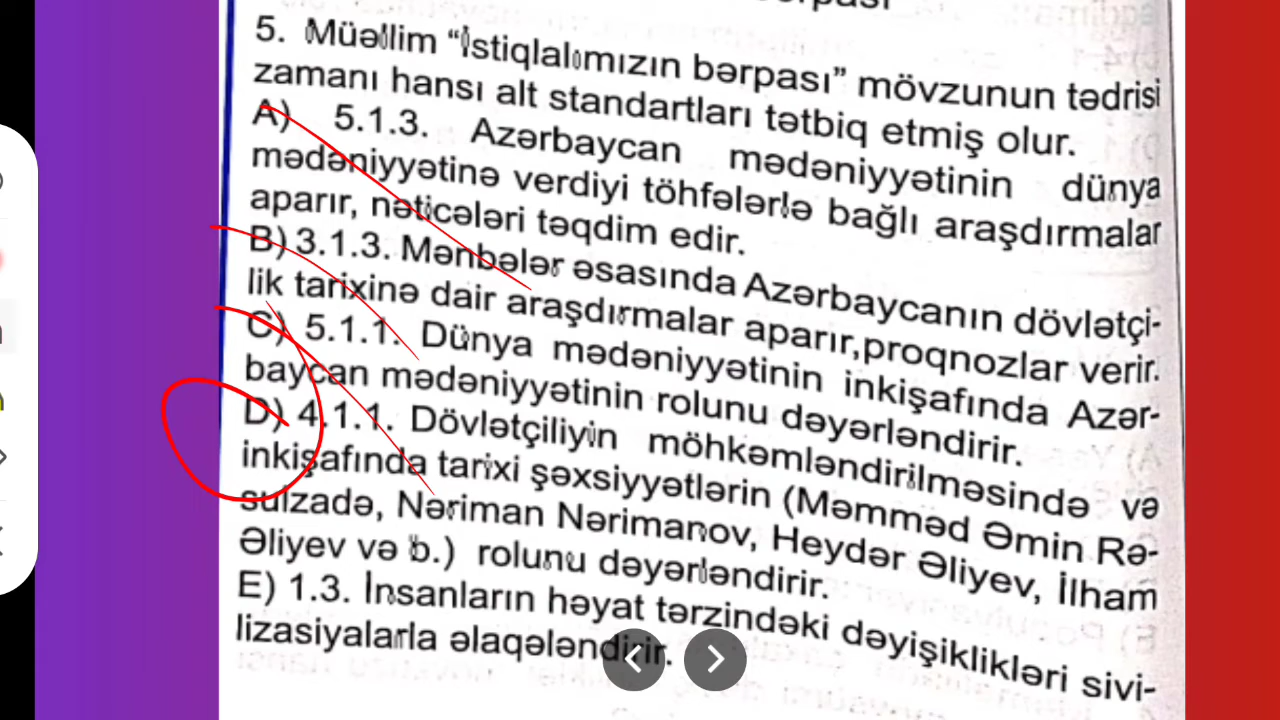 5. Müəllim “İstiqlalımızın bərpası” mövzunun tədrisi
zamanı hansı alt standartları tətbiq etmiş olur.
A) 5.1.3. Azərbaycan mədəniyyətinin dünya
mədəniyyətinə verdiyi töhfələrlə bağlı araşdırmalar
aparır, nəticələri təqdim edir.
B) 3.1.3. Mənbələr əsasında Azərbaycanın dövlətçi-
lik tarixinə dair araşdırmalar aparır,proqnozlar verir.
C) 5.1.1. Dünya mədəniyyətinin inkişafında Azər-
baycan mədəniyyətinin rolunu dəyərləndirir.
D) 4.1.1. Dövlətçiliyin möhkəmləndirilməsində və
inkişafında tarixi şəxsiyyətlərin (Məmməd Əmin Rə-
sulzadə, Nəriman Nərimanov, Heydər Əliyev, İlham
Əliyev və b.) rolunu dəyərləndirir.
E) 1.3. İnsanların həyat tərzindəki dəyişiklikləri sivi-
lizasiyalarla əlaqələndirir.